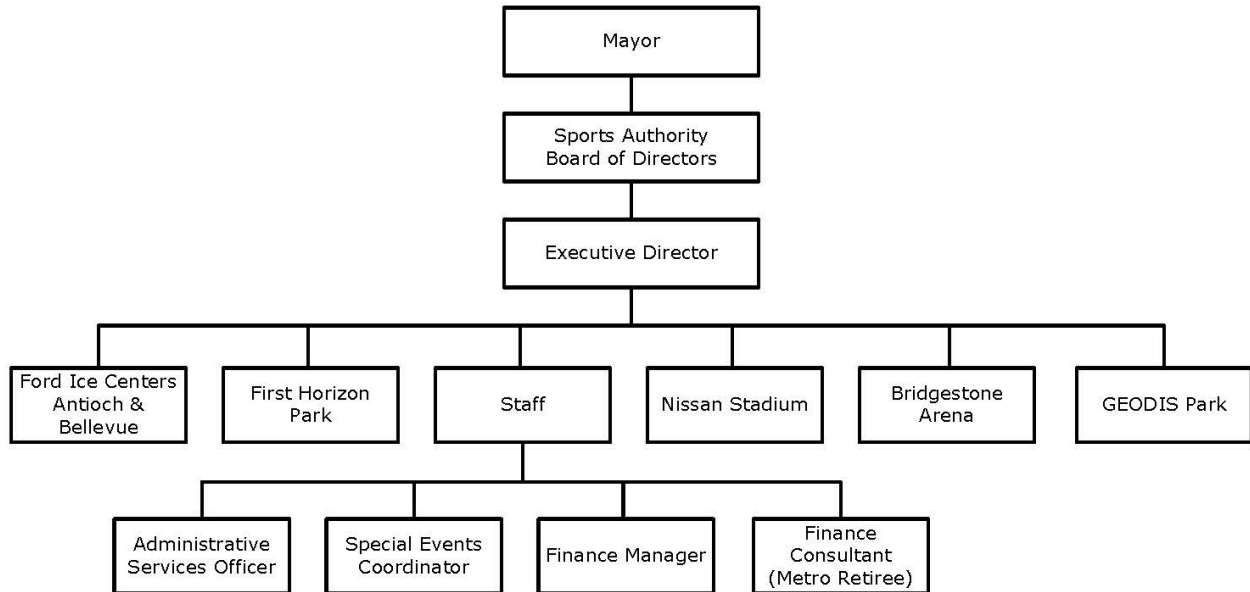 Mayor
Sports Authority
Board of Directors
Executive Director
Ford Ice Centers
Antioch &
Bellevue
First Horizon
Park
Staff
Nissan Stadium
Bridgestone
Arena
GEODIS Park
Administrative
Services Officer
Special Events
Coordinator
Finance Manager
Finance
Consultant
(Metro Retiree)